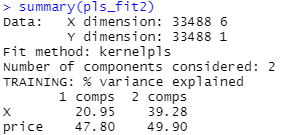 > summary(pls_fit2)
Data: X dimension: 33488 6
Y dimension: 33488 1
Fit method: kernelpls
Number of components considered: 2
TRAINING: % variance explained
1 comps 2 comps
X 20.95 39.28
price 47.80 49.90